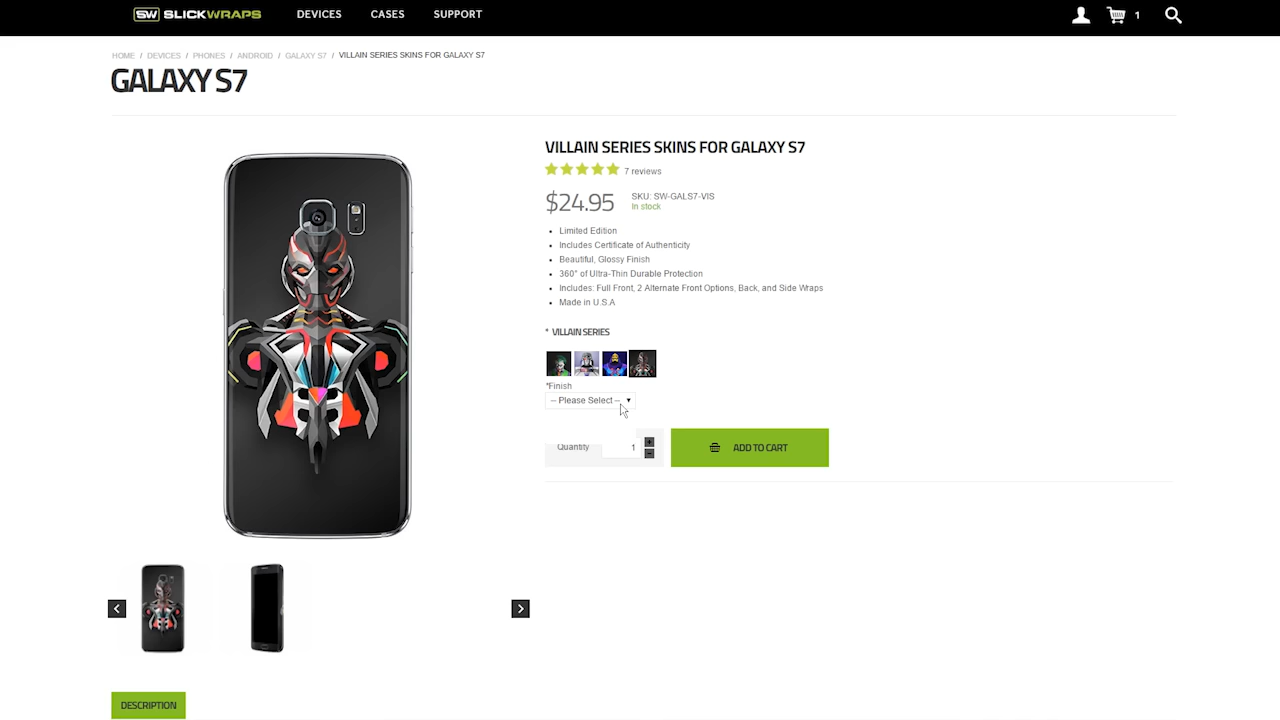 SW SLICKWRAPS DEVICES CASES SUPPORT 1
HOME / DEVICES / PHONES / ANDROID / GALAXY S7 / VILLAIN SERIES SKINS FOR GALAXY S7
GALAXY S7
VILLAIN SERIES SKINS FOR GALAXY S7
7 reviews
$24.95
SKU: SW-GALS7-VIS
In stock
Limited Edition
Includes Certificate of Authenticity
Beautiful, Glossy Finish
360° of Ultra-Thin Durable Protection
Includes: Full Front, 2 Alternate Front Options, Back, and Side Wraps
Made in U.S.A
* VILLAIN SERIES
*Finish
-- Please Select --
Quantity 1
ADD TO CART
DESCRIPTION